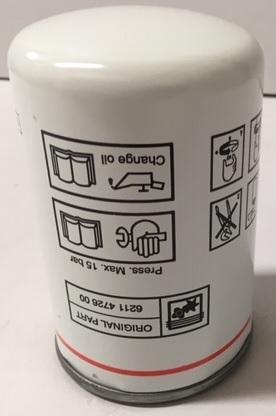 ORIGINAL PART
6211 4726 00
Press. Max. 15 bar
Change oil